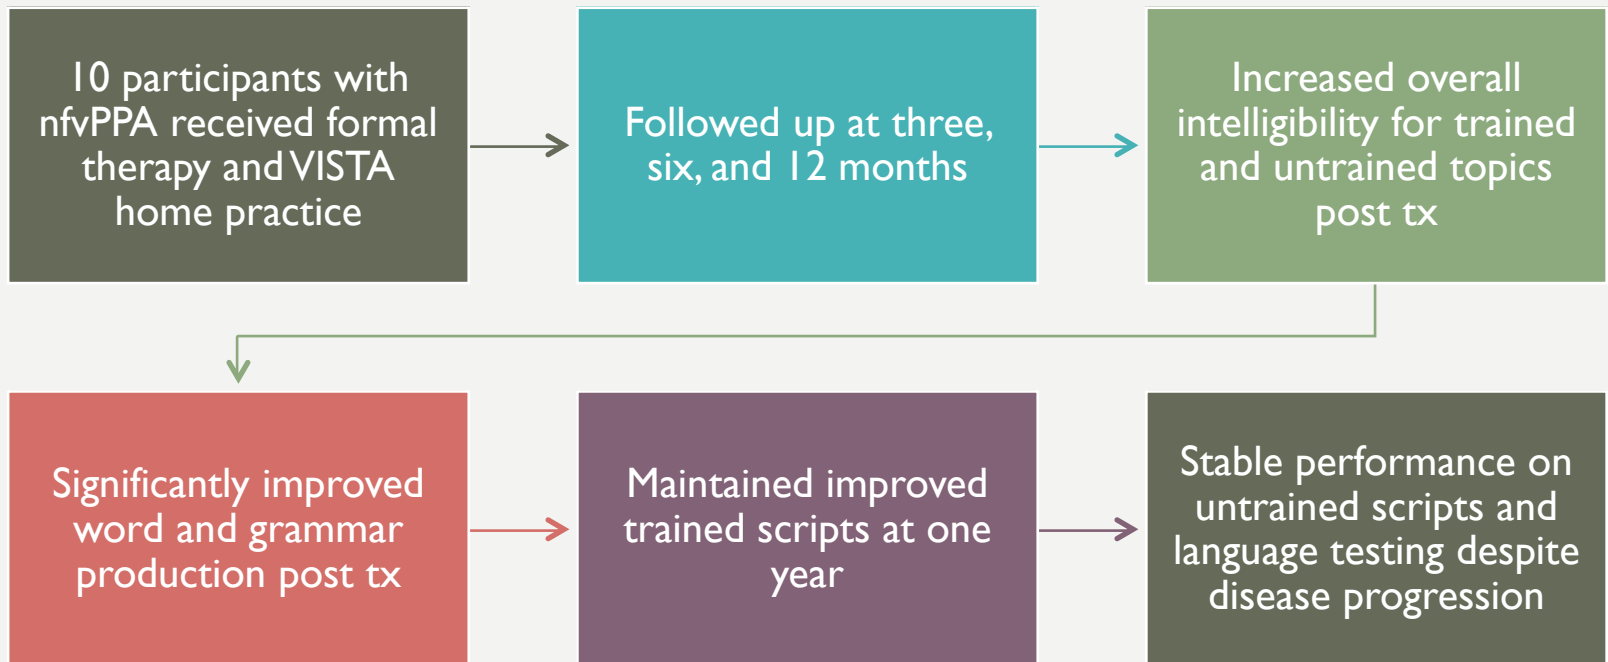 10 participants with
nfvPPA received formal
therapy and VISTA
home practice
Followed up at three,
six, and 12 months
Increased overall
intelligibility for trained
and untrained topics
post tx
Significantly improved
word and grammar
production post tx
Maintained improved
trained scripts at one
year
Stable performance on
untrained scripts and
language testing despite
disease progression